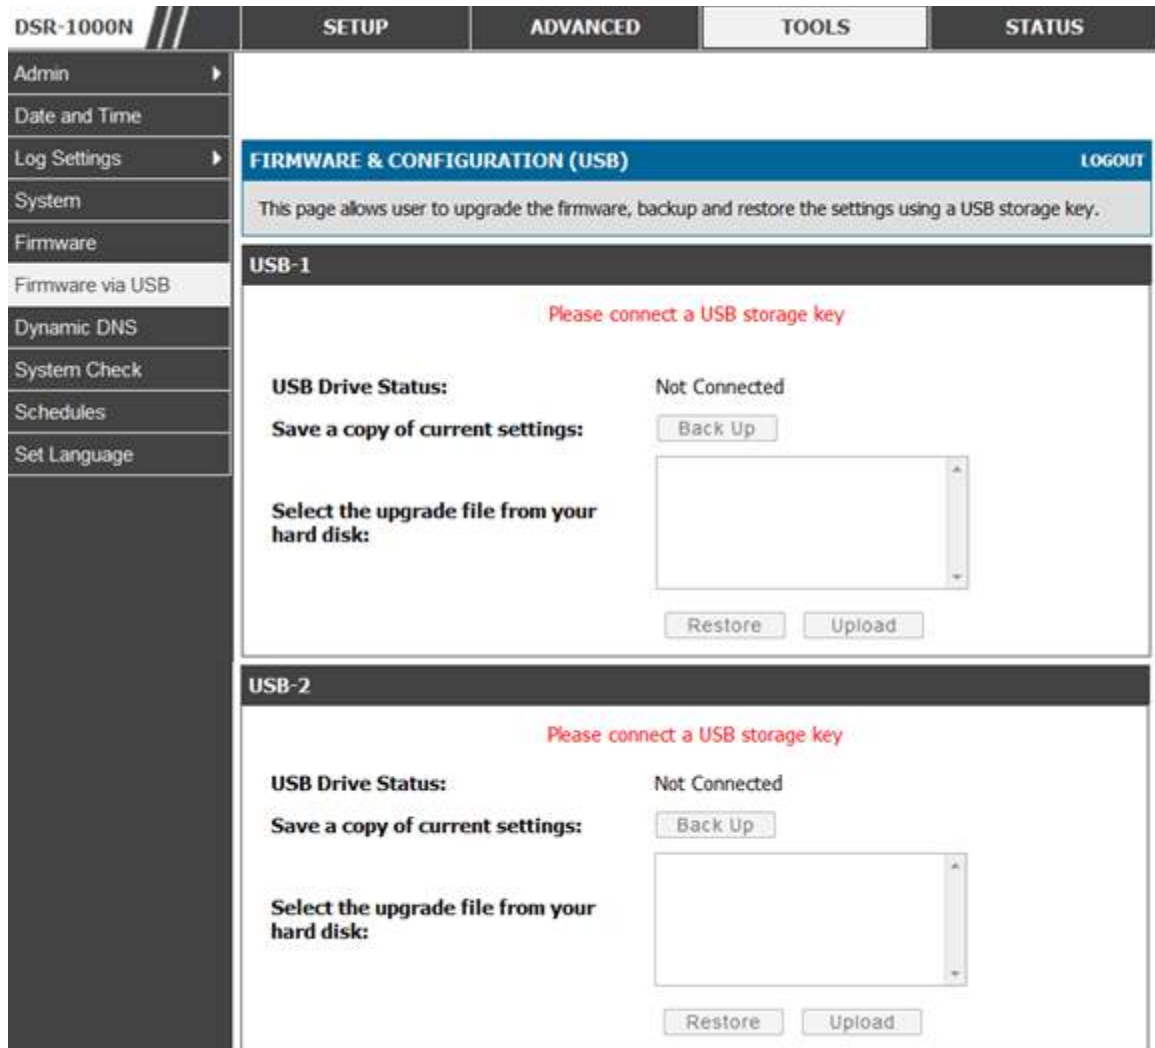 DSR-1000N
SETUP
ADVANCED
TOOLS
STATUS
Admin
Date and Time
Log Settings
System
Firmware
Firmware via USB
Dynamic DNS
System Check
Schedules
Set Language
FIRMWARE & CONFIGURATION (USB)
LOGOUT
This page allows user to upgrade the firmware, backup and restore the settings using a USB storage key.
USB-1
Please connect a USB storage key
USB Drive Status:
Not Connected
Save a copy of current settings:
Back Up
Select the upgrade file from your
hard disk:
Restore
Upload
USB-2
Please connect a USB storage key
USB Drive Status:
Not Connected
Save a copy of current settings:
Back Up
Select the upgrade file from your
hard disk:
Restore
Upload